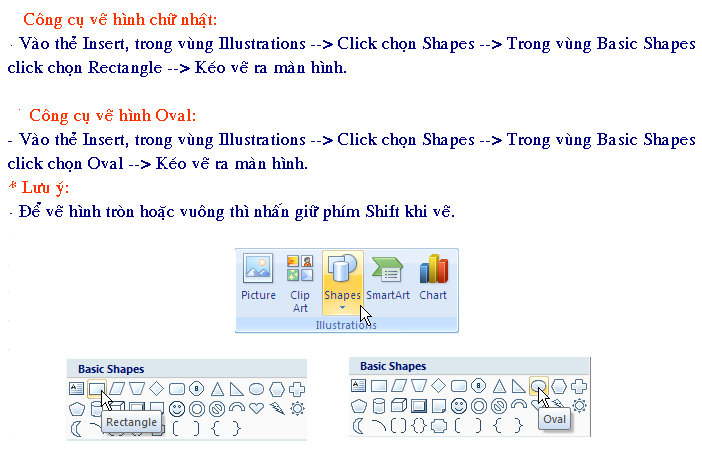 Công cụ vẽ hình chữ nhật:
- Vào thẻ Insert, trong vùng Illustrations --> Click chọn Shapes --> Trong vùng Basic Shapes
click chọn Rectangle --> Kéo vẽ ra màn hình.
Công cụ vẽ hình Oval:
- Vào thẻ Insert, trong vùng Illustrations --> Click chọn Shapes --> Trong vùng Basic Shapes
click chọn Oval --> Kéo vẽ ra màn hình.
* Lưu ý:
- Để vẽ hình tròn hoặc vuông thì nhấn giữ phím Shift khi vẽ.
Picture Clip Art Shapes SmartArt Chart
Illustrations
Basic Shapes
Rectangle
Basic Shapes
Oval